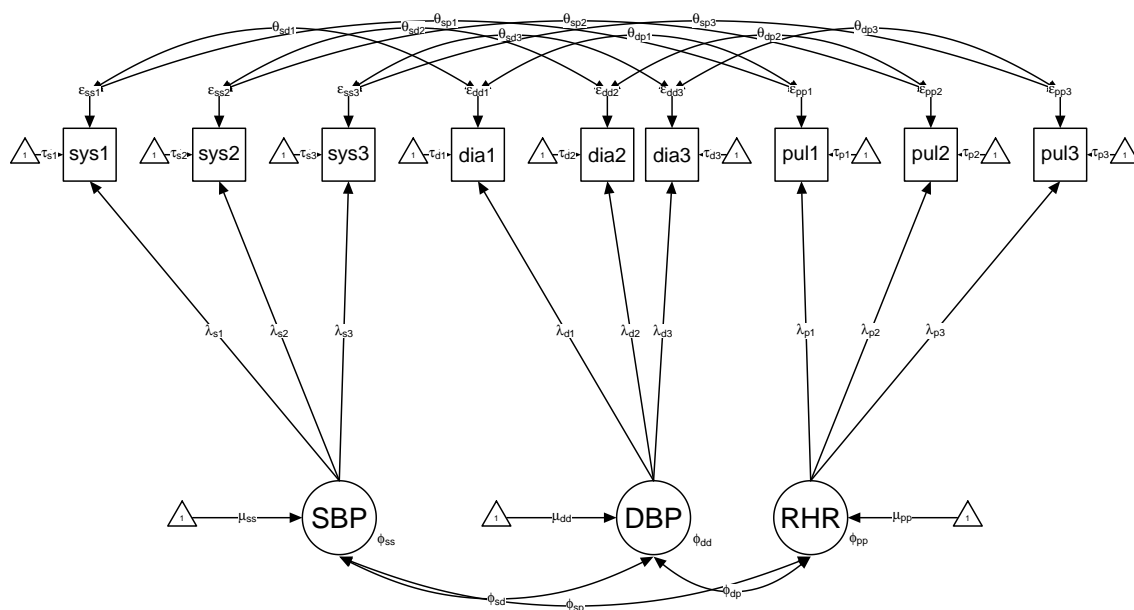 θsp1 θsp2 θsp3
θsd1 θsd2 θsd3 θdp1 θdp2 θdp3
εss1 εss2 εss3 εdd1 εdd2 εdd3 εpp1 εpp2 εpp3
1 τs1 sys1 1 τs2 sys2 1 τs3 sys3 1 τd1 dia1 1 τd2 dia2 dia3 τd3 1 pul1 τp1 1 pul2 τp2 1 pul3 τp3 1
λs1 λs2 λs3 λd1 λd2 λd3 λp1 λp2 λp3
1 μss SBP 1 μdd DBP RHR μpp 1
ϕss ϕdd ϕpp
ϕsd ϕsp ϕdp